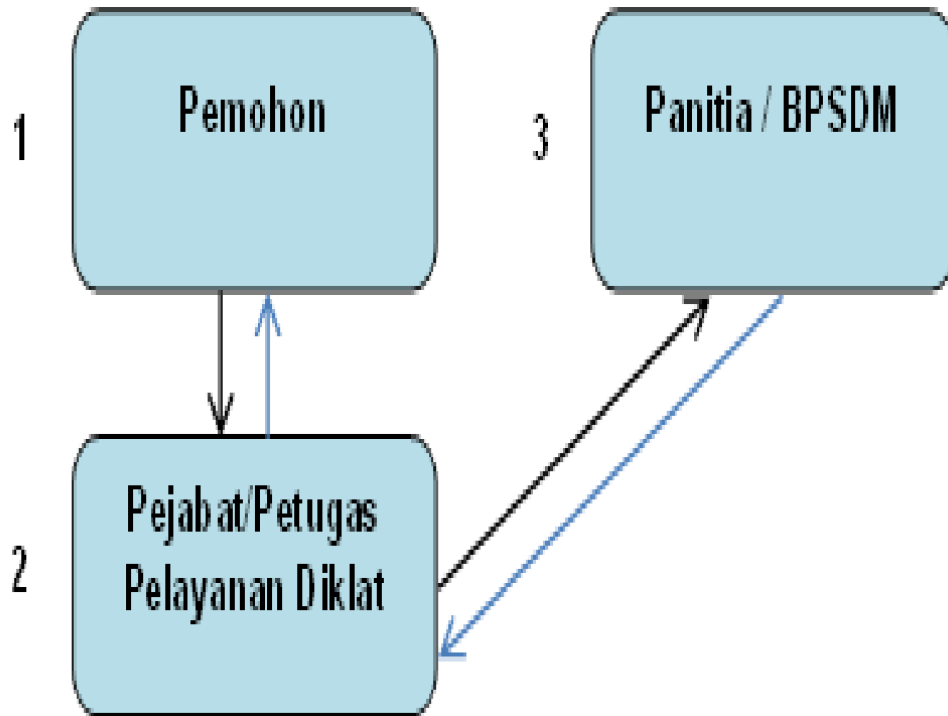 1
Pemohon
3
Panitia / BPSDM
2
Pejabat/Petugas
Pelayanan Diklat